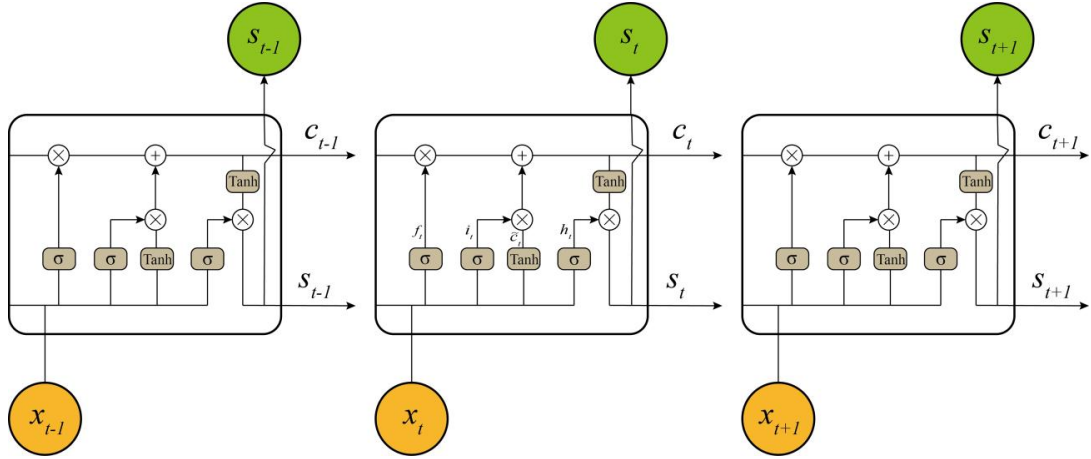 s_{t-1} s_t s_{t+1}
c_{t-1} c_t c_{t+1}
× + × + × +
Tanh Tanh Tanh
× × × × × ×
f_t i_t c̃_t h_t
σ σ Tanh σ σ σ Tanh σ σ σ Tanh σ
s_{t-1} s_t s_{t+1}
x_{t-1} x_t x_{t+1}